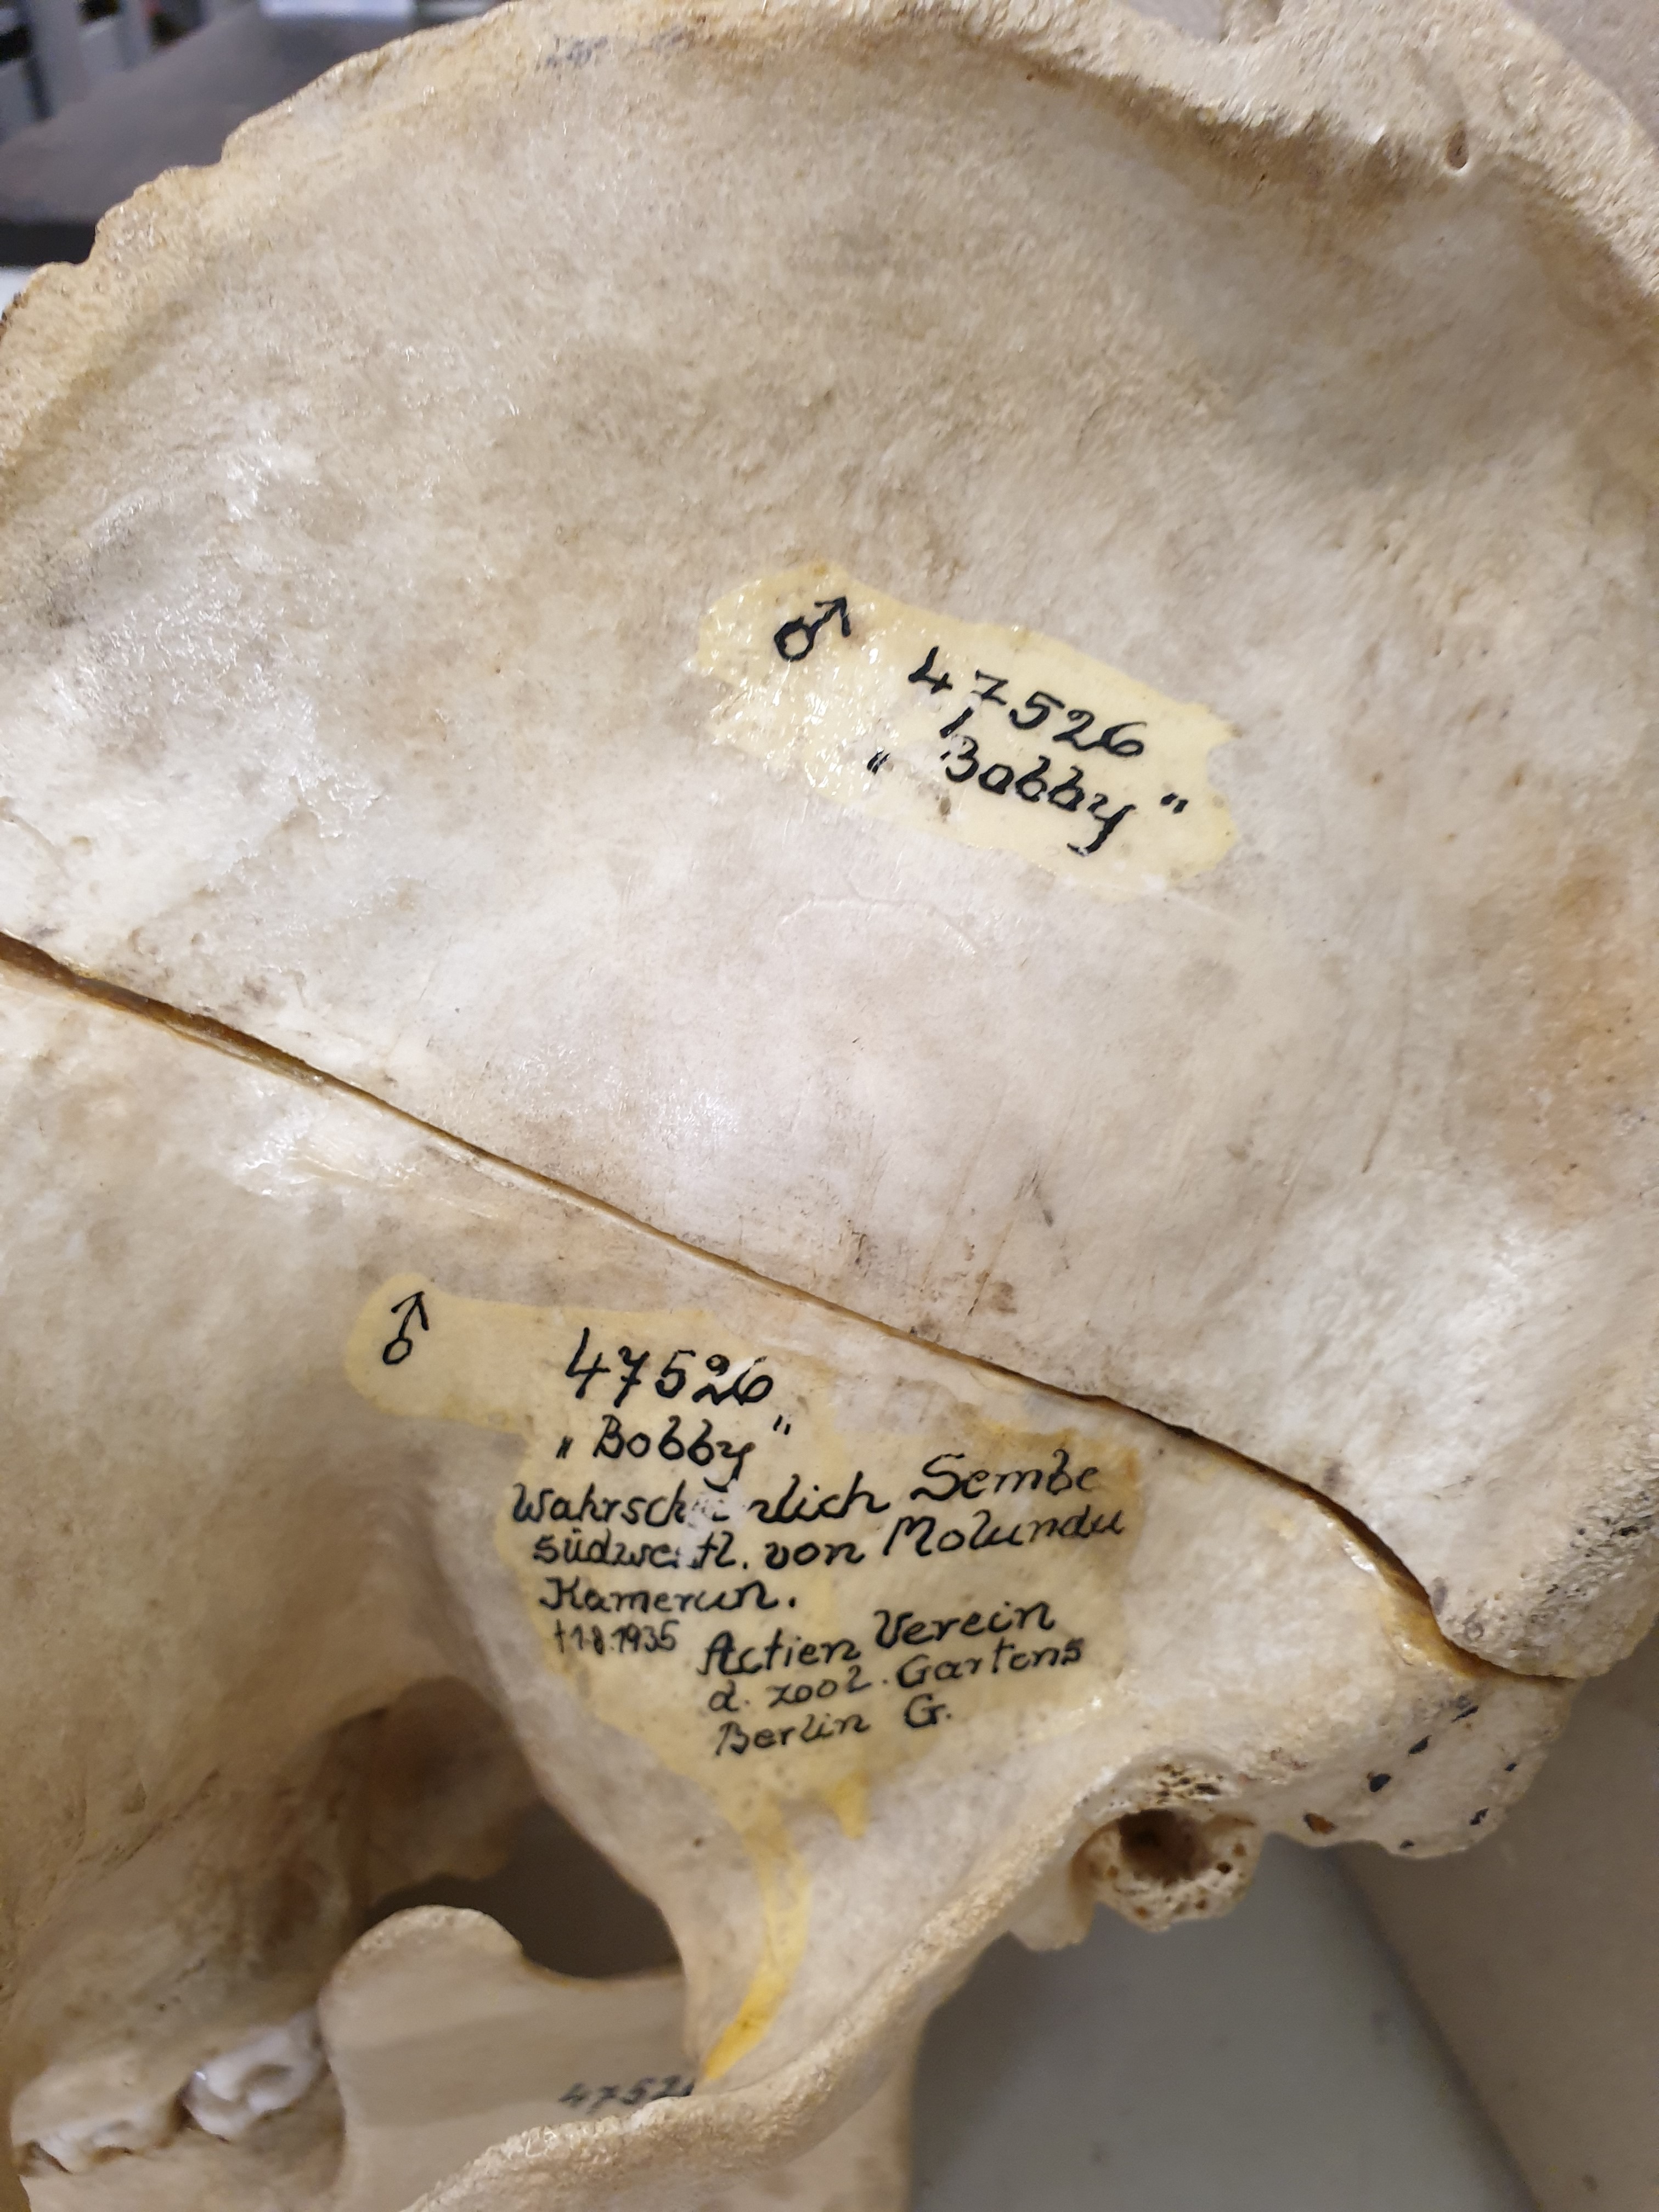 ♂ 47526
„ Bobby "
♂ 47526
„ Bobby "
Wahrscheinlich Sembe
südwestl. von Molundu
Kamerun.
†1.8.1935 Actien Verein
d. zool. Gartens
Berlin G.
4752